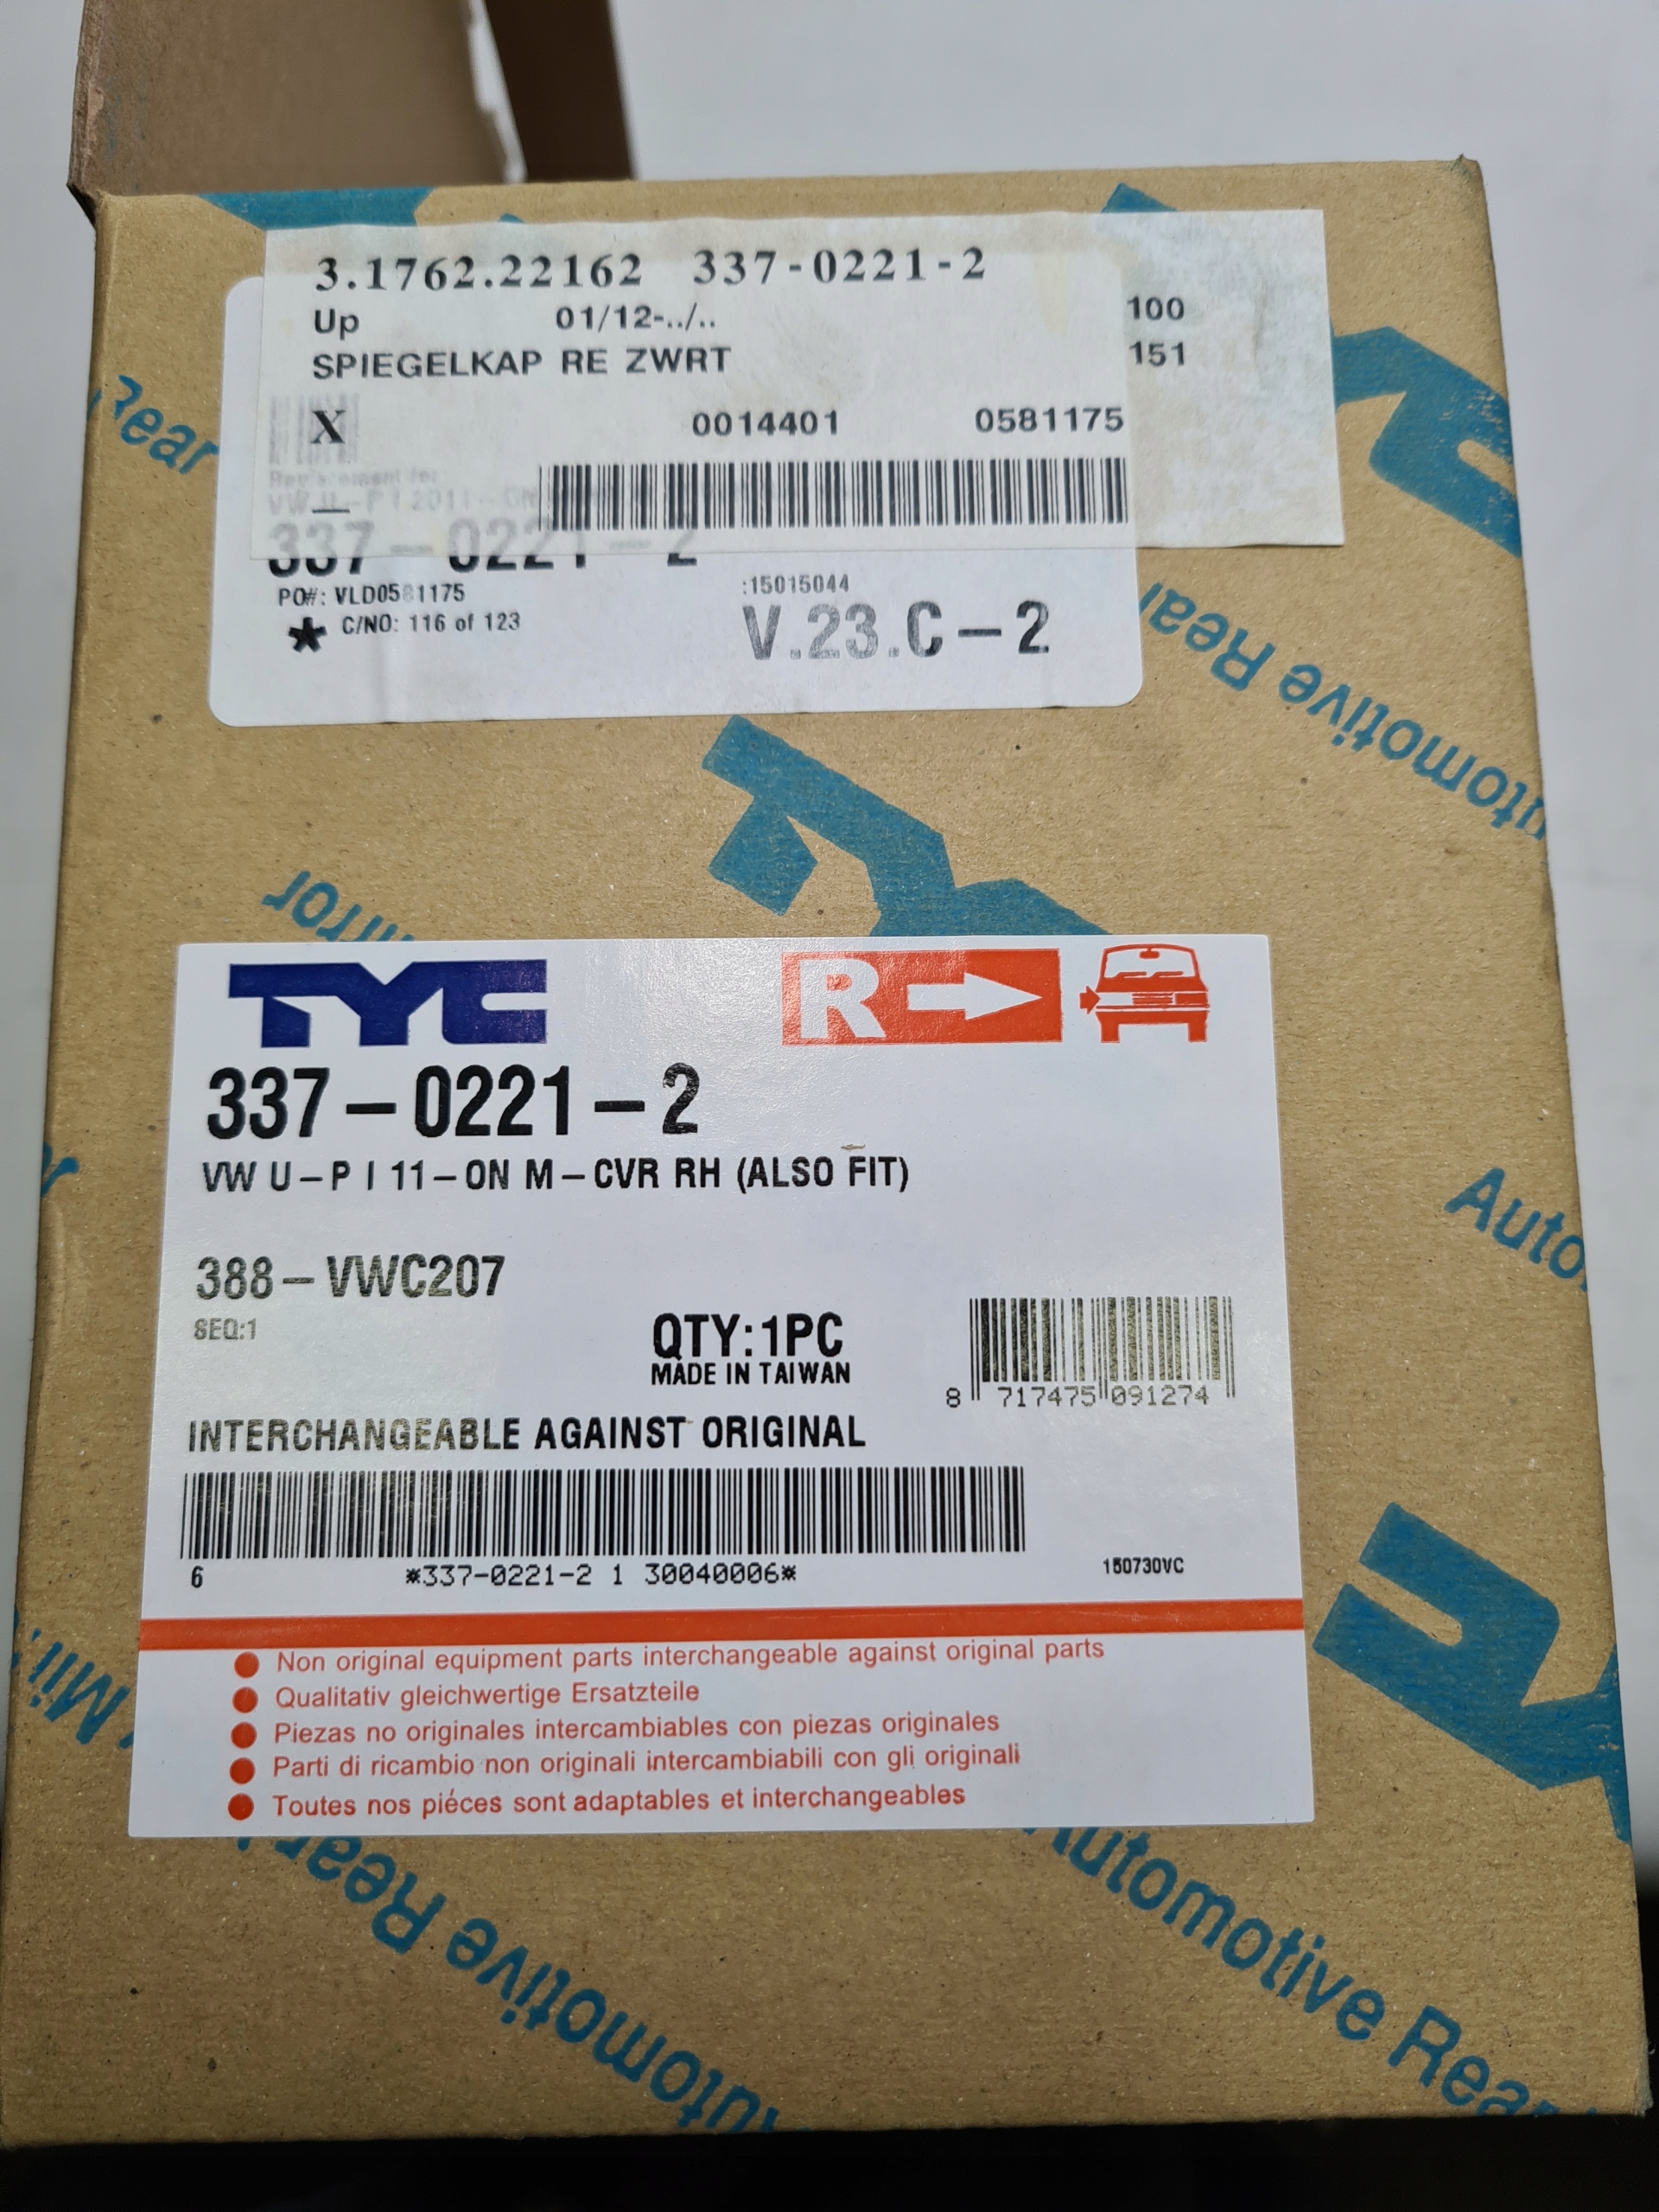 3.1762.22162 337-0221-2
Up 01/12-../.. 100
SPIEGELKAP RE ZWRT 151
X 0014401 0581175
VW U-P I 2011-ON
337-0221-2
PO#: VLD0581175 :15015044
* C/NO: 116 of 123 V.23.C-2
Rear
Automotive Rear
Mirror
TYC R
337-0221-2
VW U-P I 11-ON M-CVR RH (ALSO FIT)
388-VWC207
SEQ:1
QTY:1PC
MADE IN TAIWAN
8 717475 091274
INTERCHANGEABLE AGAINST ORIGINAL
6 *337-0221-2 1 30040006* 150730VC
Non original equipment parts interchangeable against original parts
Qualitativ gleichwertige Ersatzteile
Piezas no originales intercambiables con piezas originales
Parti di ricambio non originali intercambiabili con gli originali
Toutes nos piéces sont adaptables et interchangeables
Auto
Automotive Rear
Automotive Rear